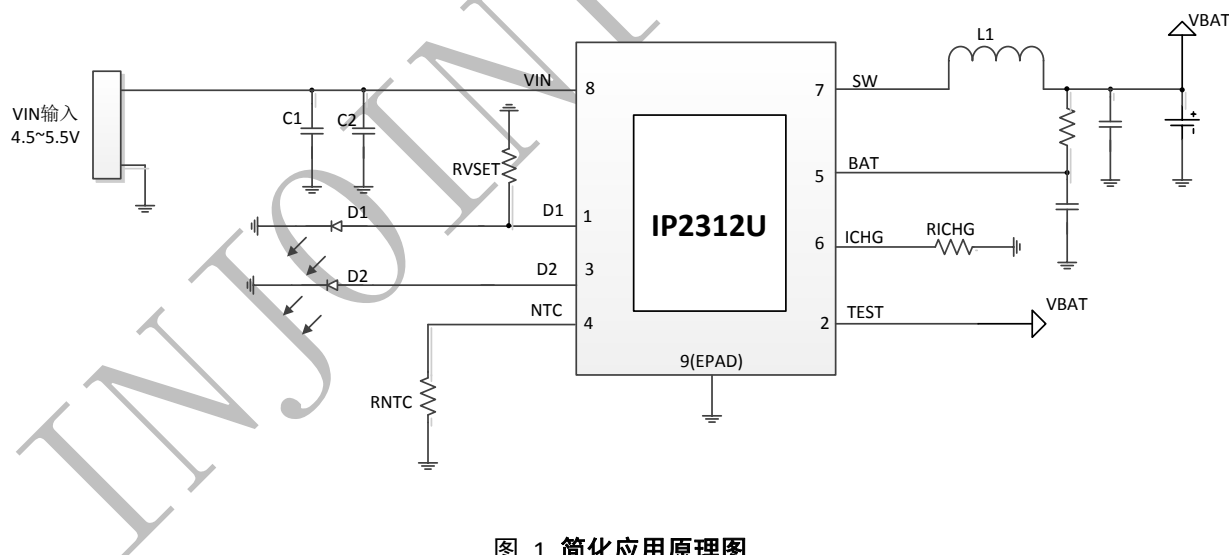 VBAT
L1
VIN
8
7
SW
VIN输入
4.5~5.5V
C1
C2
RVSET
5
BAT
D1
D1
1
IP2312U
6
ICHG
RICHG
D2
D2
3
NTC
4
2
TEST
VBAT
9(EPAD)
RNTC
+
-
INJOINI
图 1 简化应用原理图